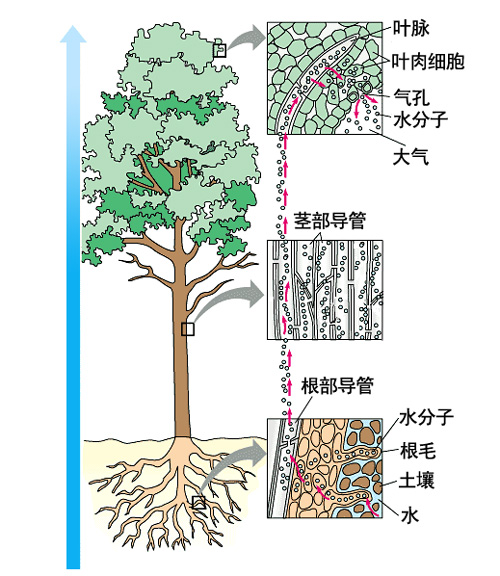 叶脉
叶肉细胞
气孔
水分子
大气
茎部导管
根部导管
水分子
根毛
土壤
水